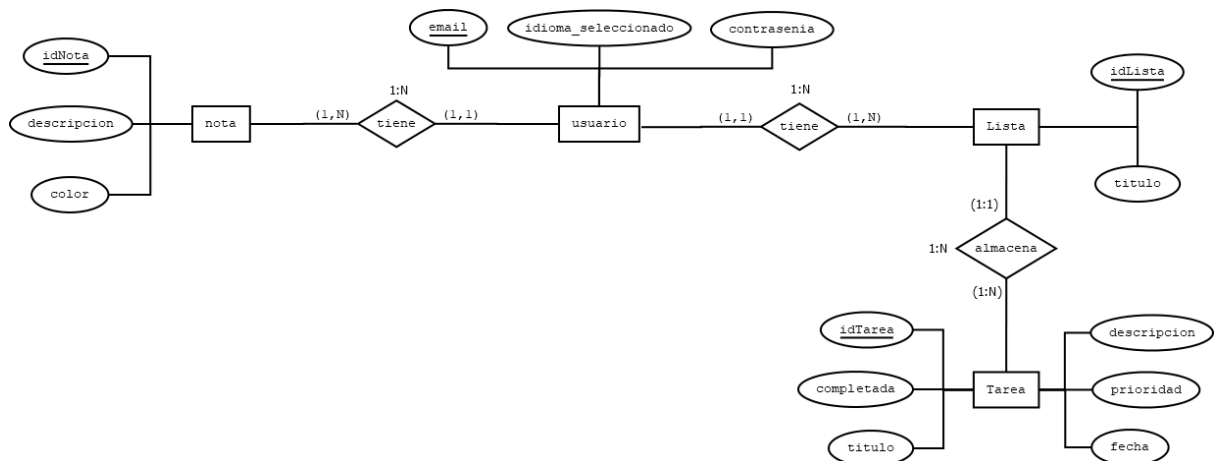 email
idioma_seleccionado
contrasenia
idNota
idLista
1:N
1:N
descripcion
nota
(1,N)
tiene
(1,1)
usuario
(1,1)
tiene
(1,N)
Lista
color
titulo
(1:1)
1:N
almacena
(1:N)
idTarea
descripcion
completada
Tarea
prioridad
titulo
fecha